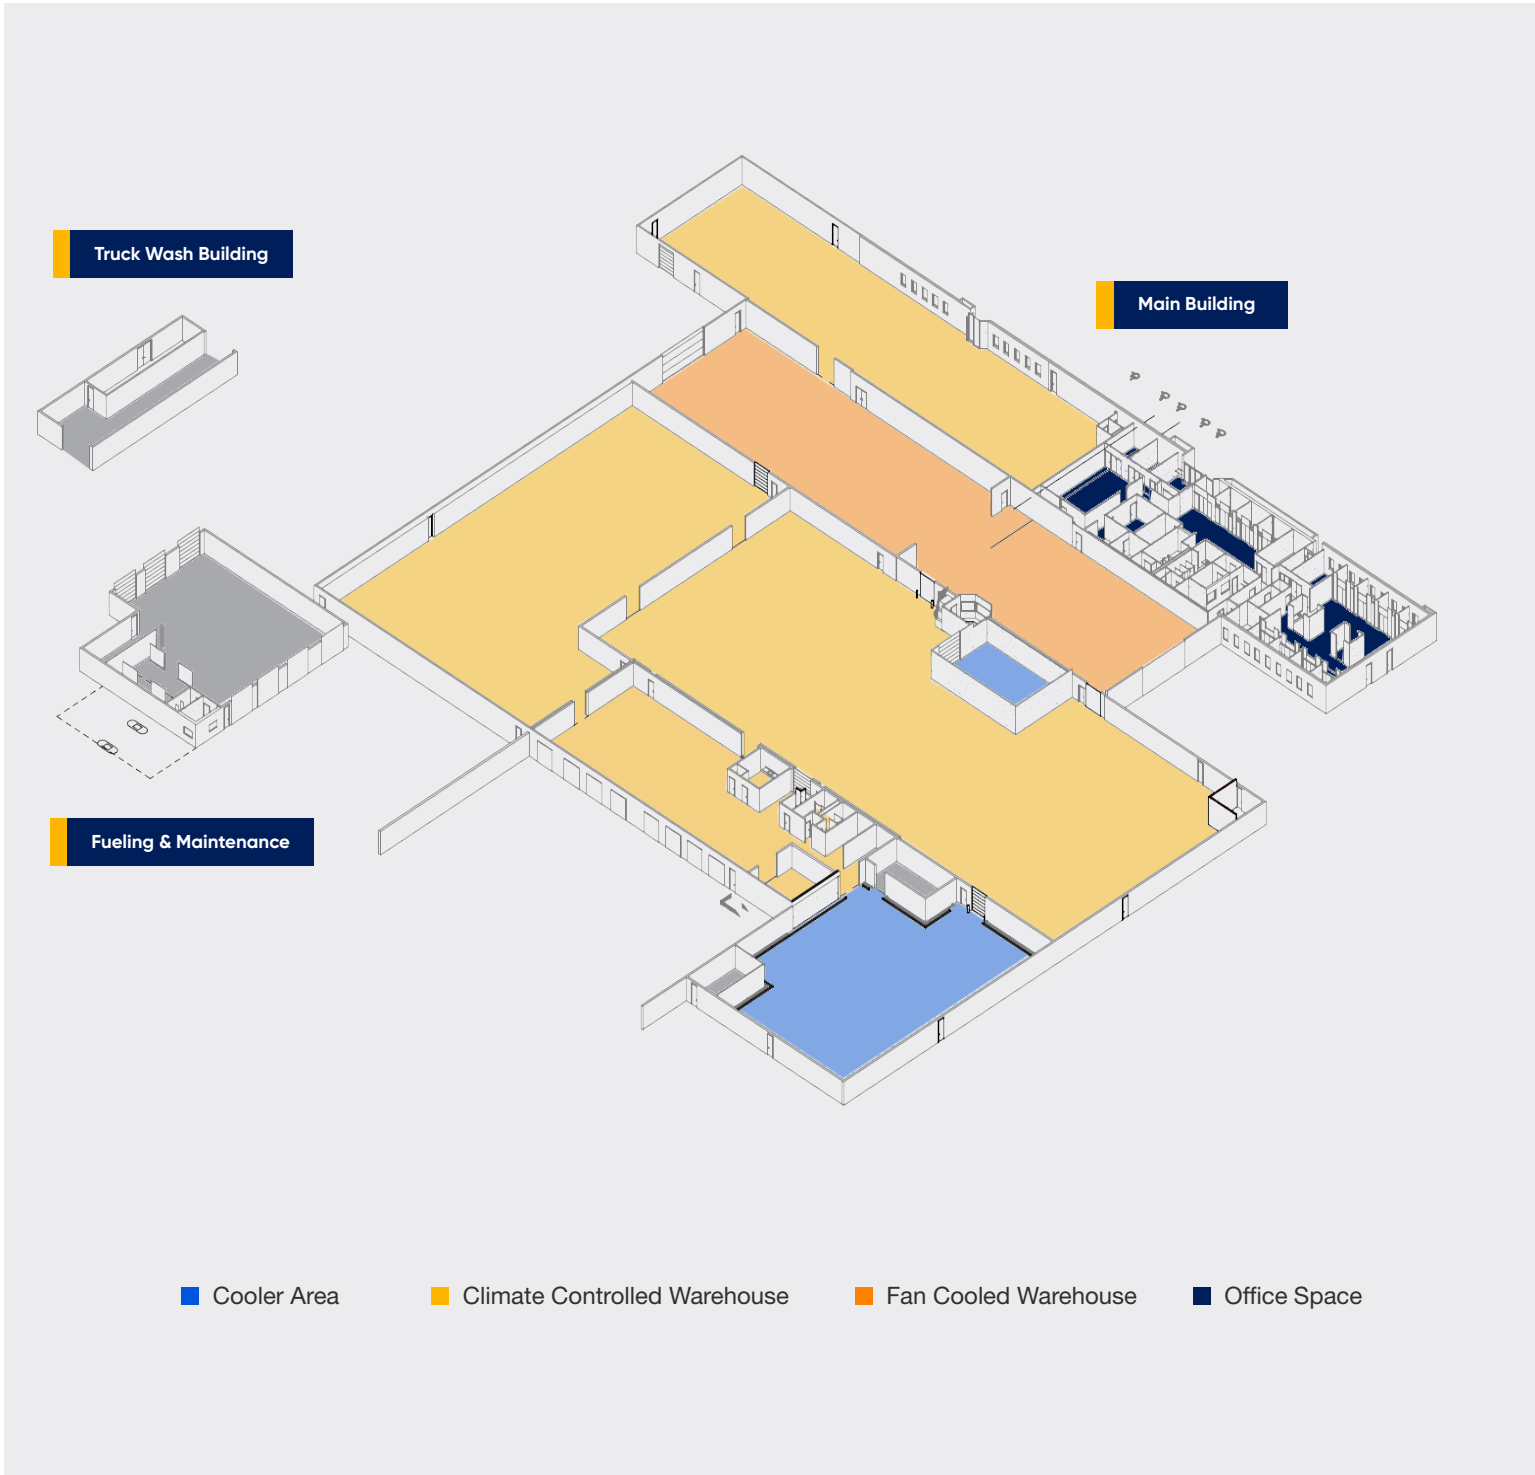 Truck Wash Building
Main Building
Fueling & Maintenance
Cooler Area
Climate Controlled Warehouse
Fan Cooled Warehouse
Office Space